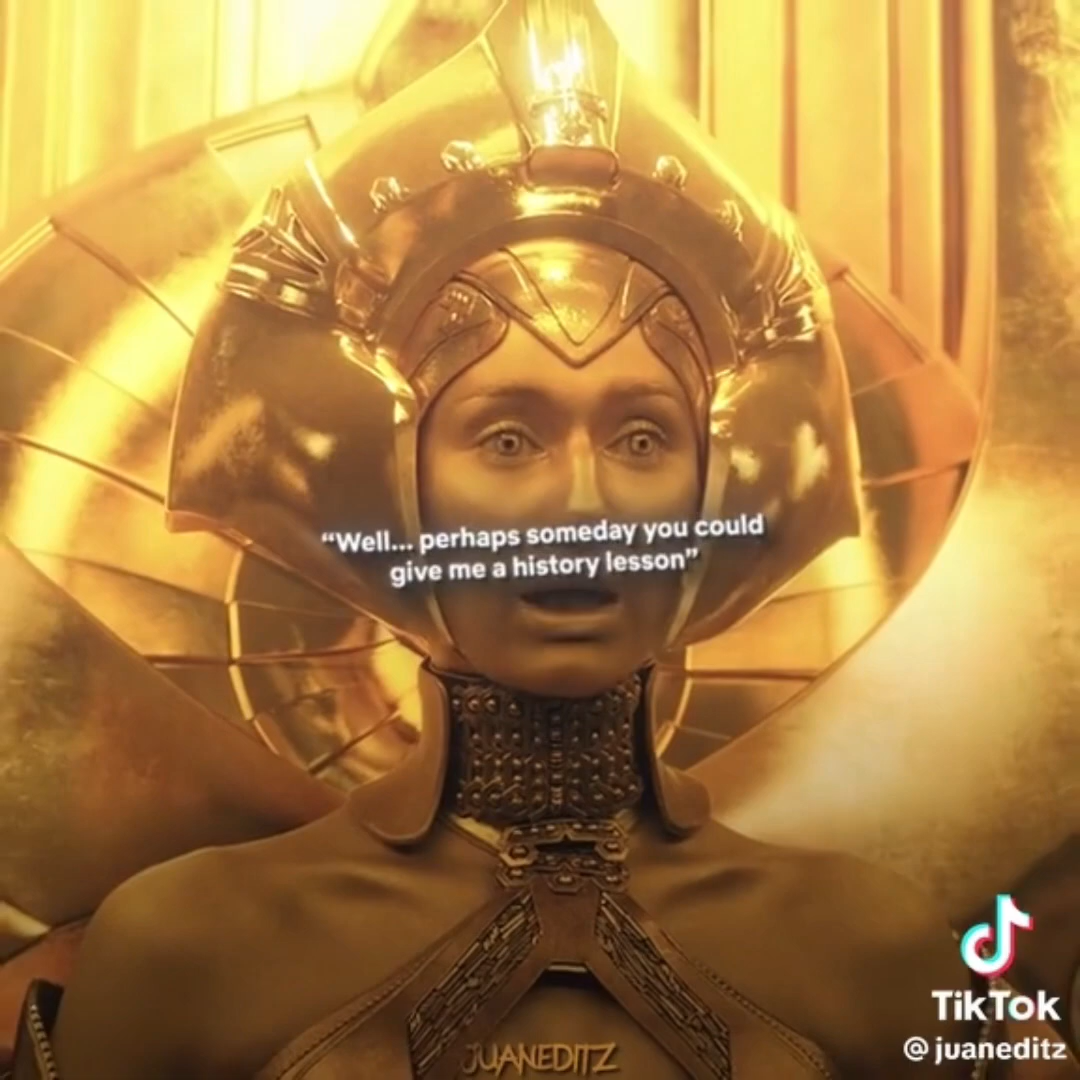 “Well... perhaps someday you could
give me a history lesson”
JUANEDITZ
TikTok
@juaneditz